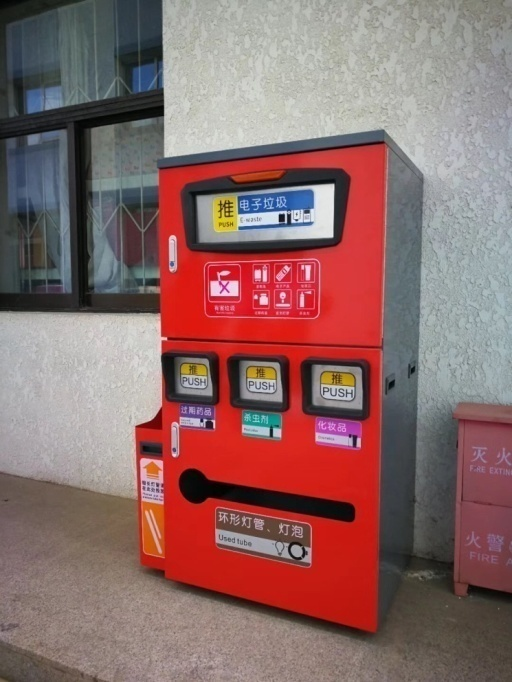 推
PUSH
电子垃圾
E-waste
有害垃圾
推
PUSH
推
PUSH
推
PUSH
过期药品
杀虫剂
化妆品
环形灯管、灯泡
Used tube
灭火
FIRE EXTING
火警
FIRE A